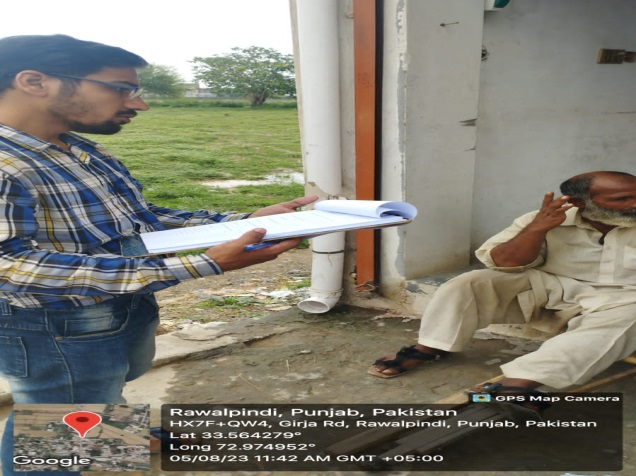 GPS Map Camera
Rawalpindi, Punjab, Pakistan
HX7F+QW4, Girja Rd, Rawalpindi, Punjab, Pakistan
Lat 33.564279°
Long 72.974952°
05/08/23 11:42 AM GMT +05:00
Google